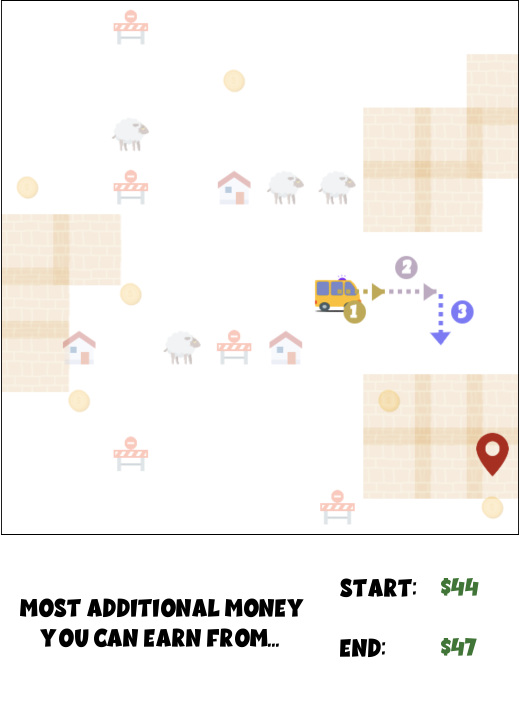 2
1
3
MOST ADDITIONAL MONEY
YOU CAN EARN FROM...
START: $44
END: $47